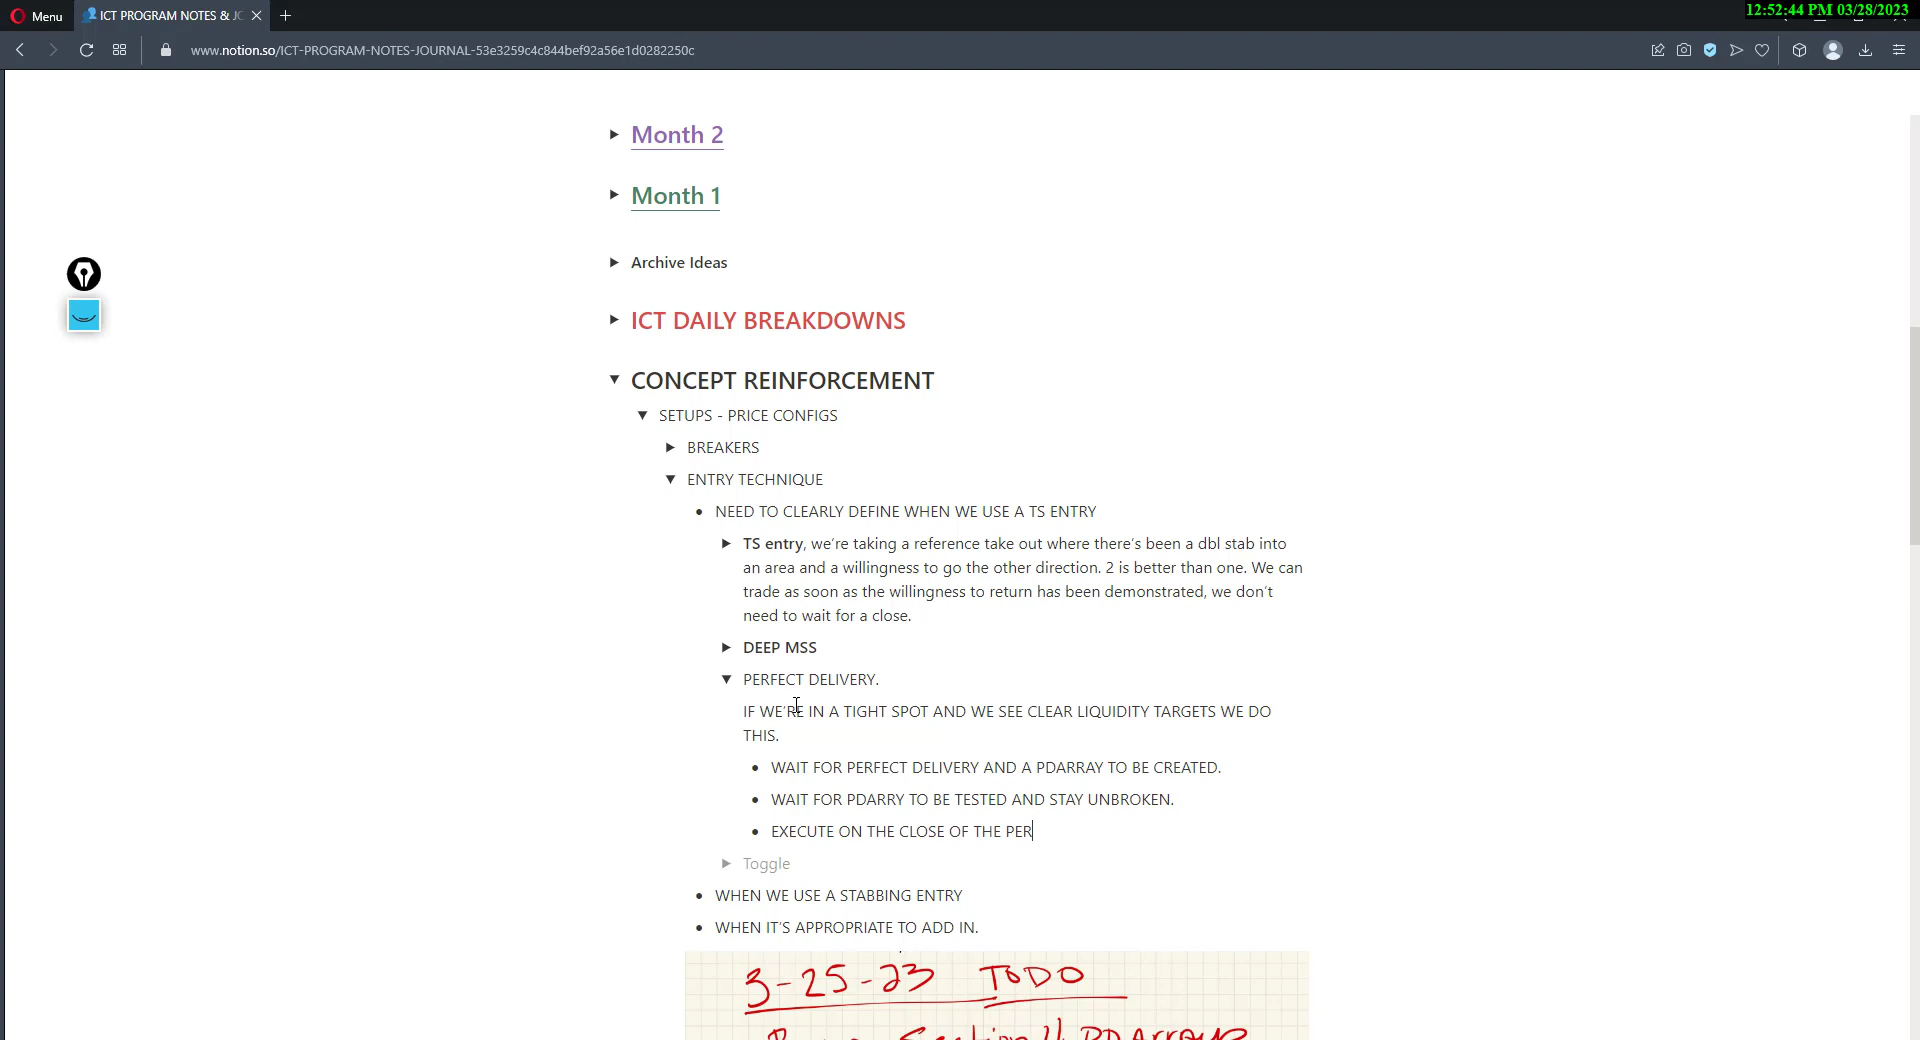 Menu
ICT PROGRAM NOTES & JC
12:52:44 PM 03/28/2023
www.notion.so/ICT-PROGRAM-NOTES-JOURNAL-53e3259c4c844bef92a56e1d0282250c
Month 2
Month 1
Archive Ideas
ICT DAILY BREAKDOWNS
CONCEPT REINFORCEMENT
SETUPS - PRICE CONFIGS
BREAKERS
ENTRY TECHNIQUE
NEED TO CLEARLY DEFINE WHEN WE USE A TS ENTRY
TS entry, we're taking a reference take out where there's been a dbl stab into
an area and a willingness to go the other direction. 2 is better than one. We can
trade as soon as the willingness to return has been demonstrated, we don't
need to wait for a close.
DEEP MSS
PERFECT DELIVERY.
IF WE'RE IN A TIGHT SPOT AND WE SEE CLEAR LIQUIDITY TARGETS WE DO
THIS.
WAIT FOR PERFECT DELIVERY AND A PDARRAY TO BE CREATED.
WAIT FOR PDARRY TO BE TESTED AND STAY UNBROKEN.
EXECUTE ON THE CLOSE OF THE PER
Toggle
WHEN WE USE A STABBING ENTRY
WHEN IT'S APPROPRIATE TO ADD IN.
3-25-23 TODO
PD Arrays